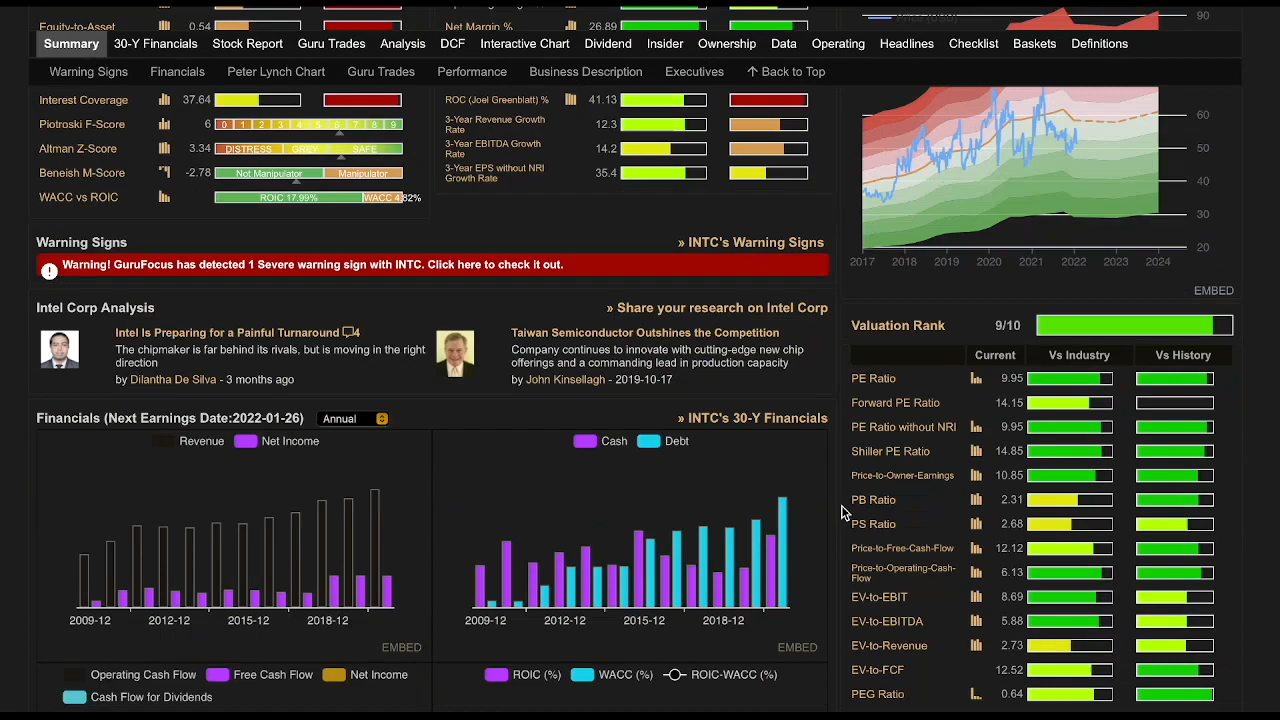 Equity-to-Asset 0.54
Net Margin % 26.89
90
Summary 30-Y Financials Stock Report Guru Trades Analysis DCF Interactive Chart Dividend Insider Ownership Data Operating Headlines Checklist Baskets Definitions
Warning Signs Financials Peter Lynch Chart Guru Trades Performance Business Description Executives Back to Top
Interest Coverage 37.64
Piotroski F-Score 6 0 1 2 3 4 5 6 7 8 9
Altman Z-Score 3.34 DISTRESS GREY SAFE
Beneish M-Score -2.78 Not Manipulator Manipulator
WACC vs ROIC ROIC 17.99% WACC 4.82%
ROC (Joel Greenblatt) % 41.13
3-Year Revenue Growth
Rate 12.3
3-Year EBITDA Growth
Rate 14.2
3-Year EPS without NRI
Growth Rate 35.4
60
50
40
30
20
2017 2018 2019 2020 2021 2022 2023 2024
EMBED
Warning Signs » INTC's Warning Signs
! Warning! GuruFocus has detected 1 Severe warning sign with INTC. Click here to check it out.
Intel Corp Analysis » Share your research on Intel Corp
Intel Is Preparing for a Painful Turnaround 4
The chipmaker is far behind its rivals, but is moving in the right
direction
by Dilantha De Silva - 3 months ago
Taiwan Semiconductor Outshines the Competition
Company continues to innovate with cutting-edge new chip
offerings and a commanding lead in production capacity
by John Kinsellagh - 2019-10-17
Financials (Next Earnings Date:2022-01-26) Annual » INTC's 30-Y Financials
Revenue Net Income
2009-12 2012-12 2015-12 2018-12
EMBED
Cash Debt
2009-12 2012-12 2015-12 2018-12
EMBED
Operating Cash Flow Free Cash Flow Net Income
Cash Flow for Dividends
ROIC (%) WACC (%) ROIC-WACC (%)
Valuation Rank 9/10
Current Vs Industry Vs History
PE Ratio 9.95
Forward PE Ratio 14.15
PE Ratio without NRI 9.95
Shiller PE Ratio 14.85
Price-to-Owner-Earnings 10.85
PB Ratio 2.31
PS Ratio 2.68
Price-to-Free-Cash-Flow 12.12
Price-to-Operating-Cash-
Flow 6.13
EV-to-EBIT 8.69
EV-to-EBITDA 5.88
EV-to-Revenue 2.73
EV-to-FCF 12.52
PEG Ratio 0.64